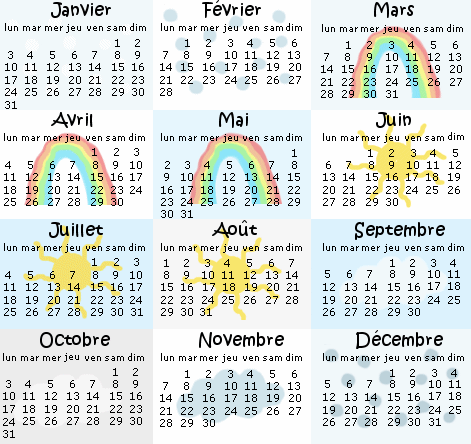 Janvier
lun mar mer jeu ven sam dim
1 2
3 4 5 6 7 8 9
10 11 12 13 14 15 16
17 18 19 20 21 22 23
24 25 26 27 28 29 30
31
Février
lun mar mer jeu ven sam dim
1 2 3 4 5 6
7 8 9 10 11 12 13
14 15 16 17 18 19 20
21 22 23 24 25 26 27
28
Mars
lun mar mer jeu ven sam dim
1 2 3 4 5 6
7 8 9 10 11 12 13
14 15 16 17 18 19 20
21 22 23 24 25 26 27
28 29 30 31
Avril
lun mar mer jeu ven sam dim
1 2 3
4 5 6 7 8 9 10
11 12 13 14 15 16 17
18 19 20 21 22 23 24
25 26 27 28 29 30
Mai
lun mar mer jeu ven sam dim
1
2 3 4 5 6 7 8
9 10 11 12 13 14 15
16 17 18 19 20 21 22
23 24 25 26 27 28 29
30 31
Juin
lun mar mer jeu ven sam dim
1 2 3 4 5
6 7 8 9 10 11 12
13 14 15 16 17 18 19
20 21 22 23 24 25 26
27 28 29 30
Juillet
lun mar mer jeu ven sam dim
1 2 3
4 5 6 7 8 9 10
11 12 13 14 15 16 17
18 19 20 21 22 23 24
25 26 27 28 29 30 31
Août
lun mar mer jeu ven sam dim
1 2 3 4 5 6 7
8 9 10 11 12 13 14
15 16 17 18 19 20 21
22 23 24 25 26 27 28
29 30 31
Septembre
lun mar mer jeu ven sam dim
1 2 3 4
5 6 7 8 9 10 11
12 13 14 15 16 17 18
19 20 21 22 23 24 25
26 27 28 29 30
Octobre
lun mar mer jeu ven sam dim
1 2
3 4 5 6 7 8 9
10 11 12 13 14 15 16
17 18 19 20 21 22 23
24 25 26 27 28 29 30
31
Novembre
lun mar mer jeu ven sam dim
1 2 3 4 5 6
7 8 9 10 11 12 13
14 15 16 17 18 19 20
21 22 23 24 25 26 27
28 29 30
Décembre
lun mar mer jeu ven sam dim
1 2 3 4
5 6 7 8 9 10 11
12 13 14 15 16 17 18
19 20 21 22 23 24 25
26 27 28 29 30 31